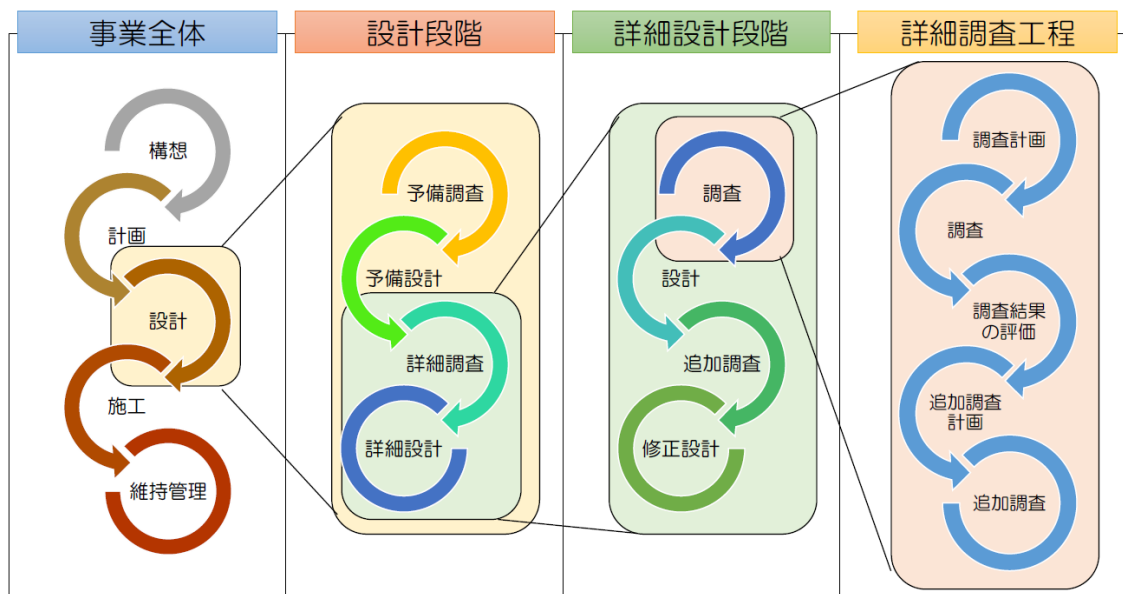 事業全体
設計段階
詳細設計段階
詳細調査工程
構想
計画
設計
施工
維持管理
予備調査
予備設計
詳細調査
詳細設計
調査
設計
追加調査
修正設計
調査計画
調査
調査結果
の評価
追加調査
計画
追加調査